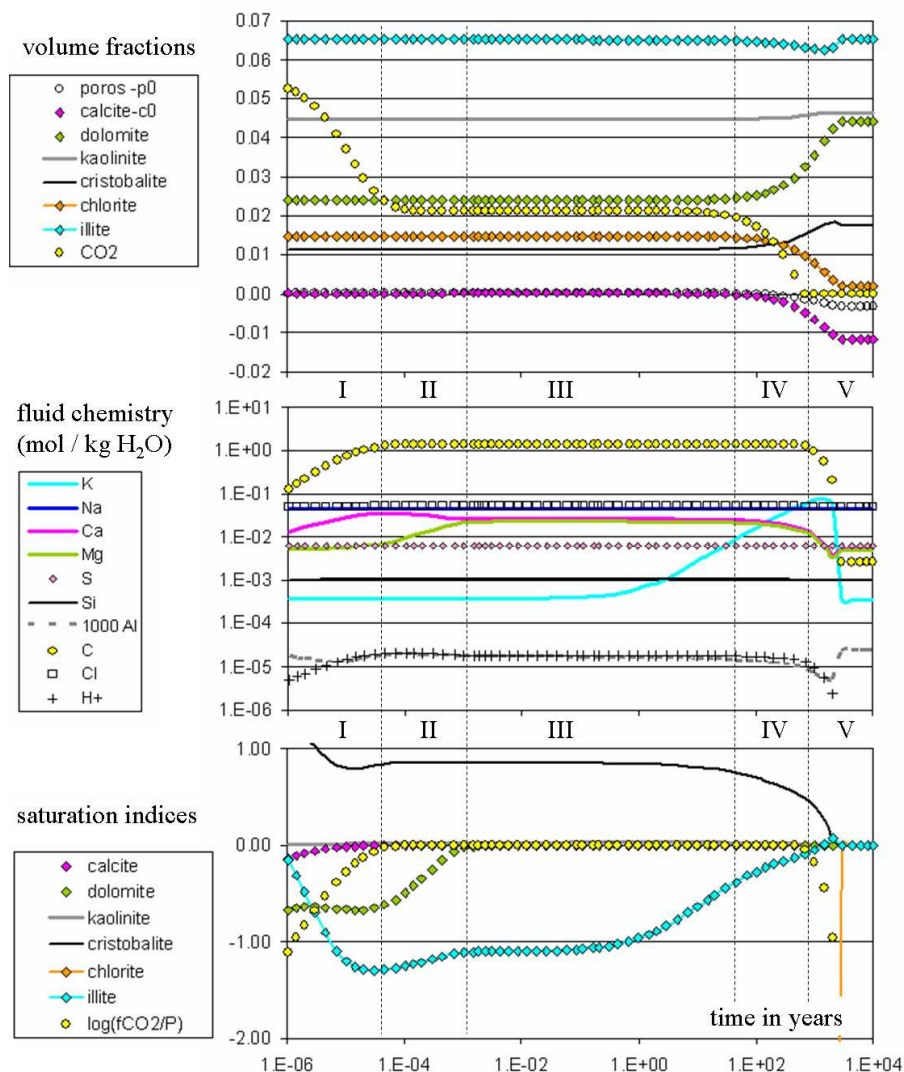 volume fractions
poros -p0
calcite-c0
dolomite
kaolinite
cristobalite
chlorite
illite
CO2
0.07
0.06
0.05
0.04
0.03
0.02
0.01
0.00
-0.01
-0.02
I II III IV V
fluid chemistry
(mol / kg H₂O)
K
Na
Ca
Mg
S
Si
1000 Al
C
Cl
H+
1.E+01
1.E+00
1.E-01
1.E-02
1.E-03
1.E-04
1.E-05
1.E-06
I II III IV V
saturation indices
calcite
dolomite
kaolinite
cristobalite
chlorite
illite
log(fCO2/P)
1.00
0.00
-1.00
-2.00
time in years
1.E-06 1.E-04 1.E-02 1.E+00 1.E+02 1.E+04